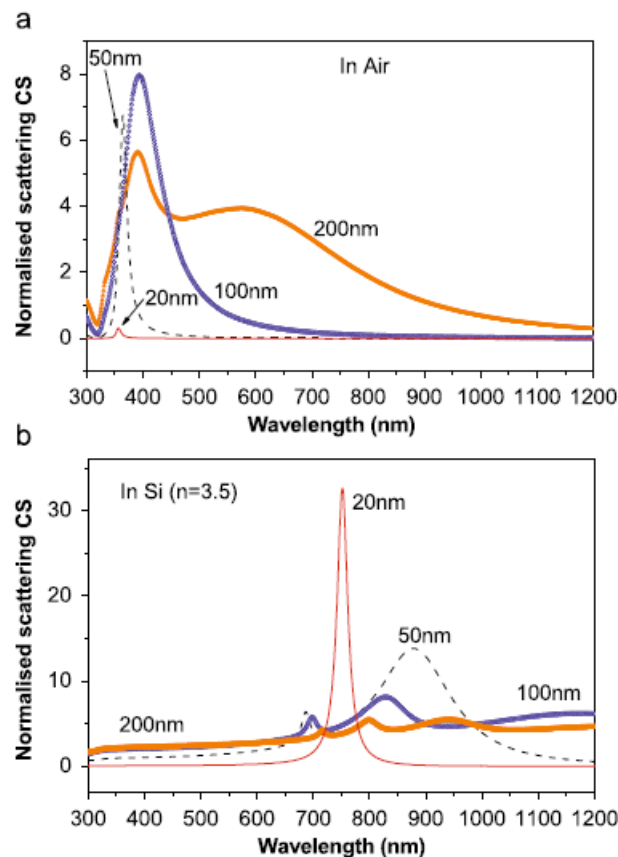 a
50nm
In Air
8
6
4
2
0
Normalised scattering CS
200nm
100nm
20nm
300 400 500 600 700 800 900 1000 1100 1200
Wavelength (nm)
b
In Si (n=3.5)
20nm
30
20
10
0
Normalised scattering CS
50nm
100nm
200nm
300 400 500 600 700 800 900 1000 1100 1200
Wavelength (nm)